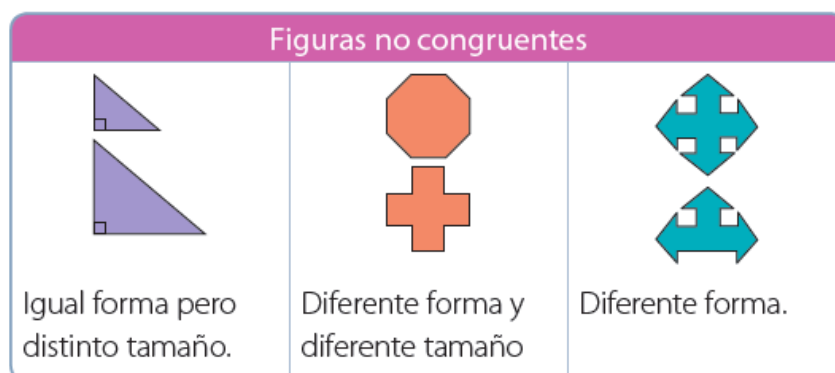 Figuras no congruentes
Igual forma pero
distinto tamaño.
Diferente forma y
diferente tamaño
Diferente forma.